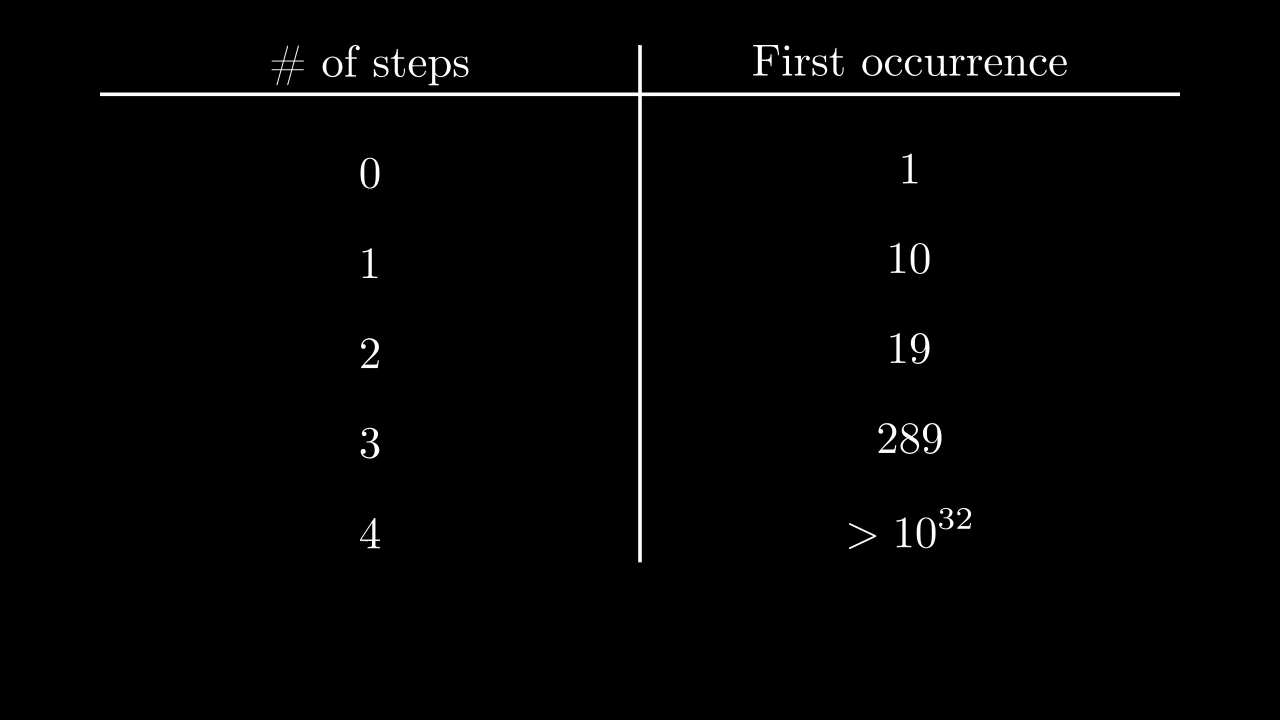 # of steps First occurrence
0 1
1 10
2 19
3 289
4 > 10^32